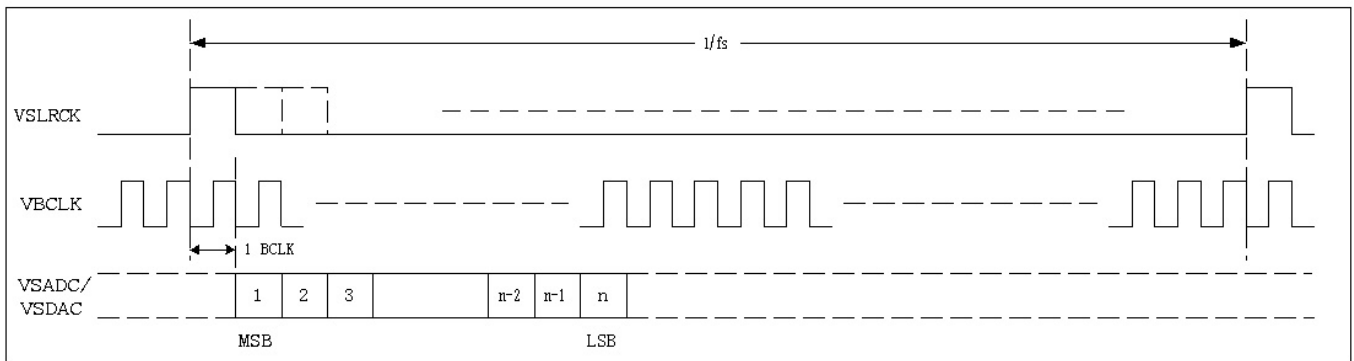 1/fs
VSLRCK
VBCLK
1 BCLK
VSADC/
VSDAC
1 2 3 n-2 n-1 n
MSB LSB